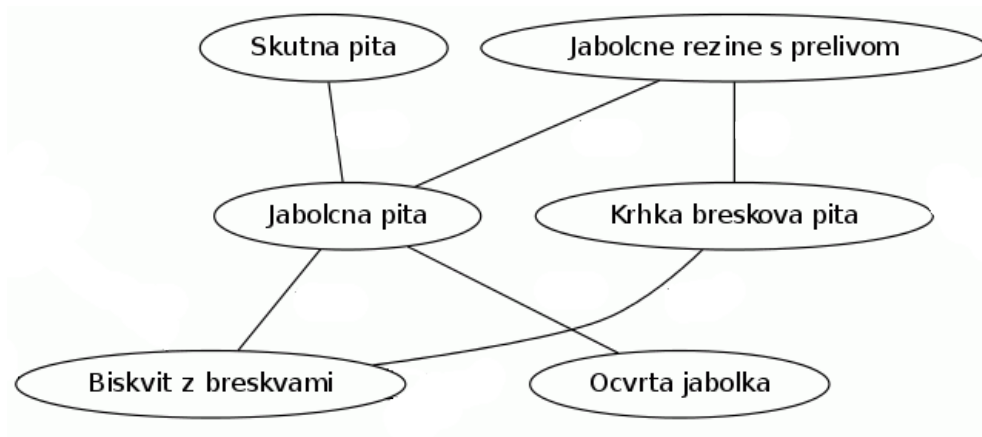 Skutna pita
Jabolcne rezine s prelivom
Jabolcna pita
Krhka breskova pita
Biskvit z breskvami
Ocvrta jabolka